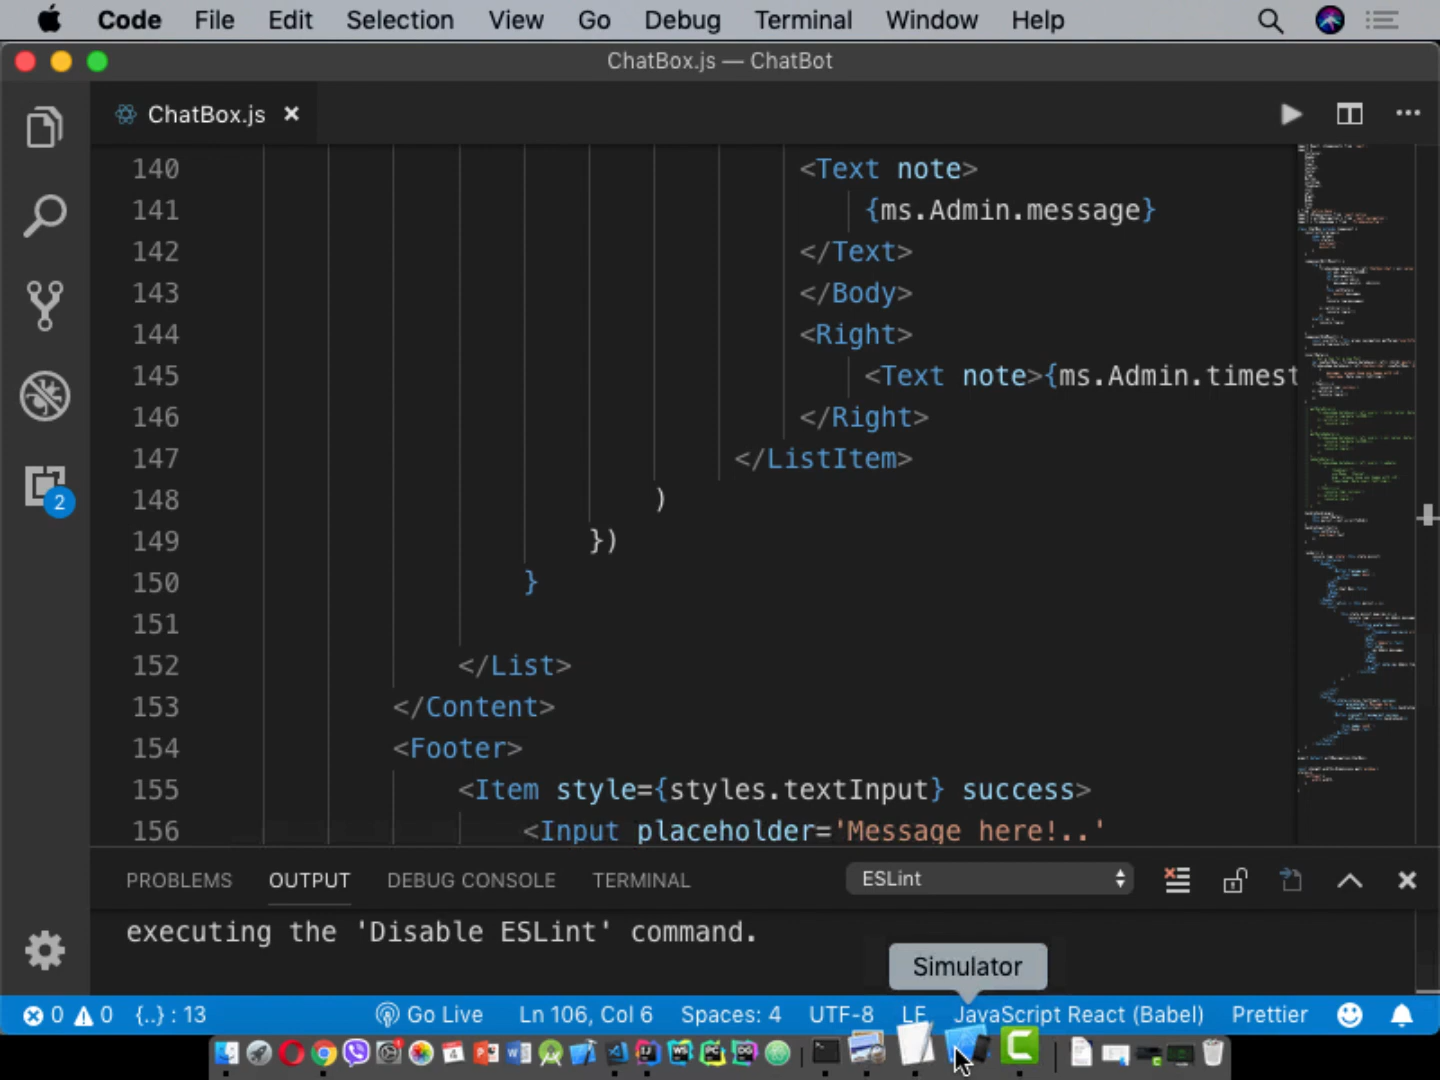 Code File Edit Selection View Go Debug Terminal Window Help
ChatBox.js — ChatBot
ChatBox.js
140 <Text note>
141 {ms.Admin.message}
142 </Text>
143 </Body>
144 <Right>
145 <Text note>{ms.Admin.timest
146 </Right>
147 </ListItem>
148 )
149 })
150 }
151
152 </List>
153 </Content>
154 <Footer>
155 <Item style={styles.textInput} success>
156 <Input placeholder='Message here!..'
2
PROBLEMS OUTPUT DEBUG CONSOLE TERMINAL ESLint
executing the 'Disable ESLint' command.
Simulator
0 0 {..} : 13 Go Live Ln 106, Col 6 Spaces: 4 UTF-8 LF JavaScript React (Babel) Prettier